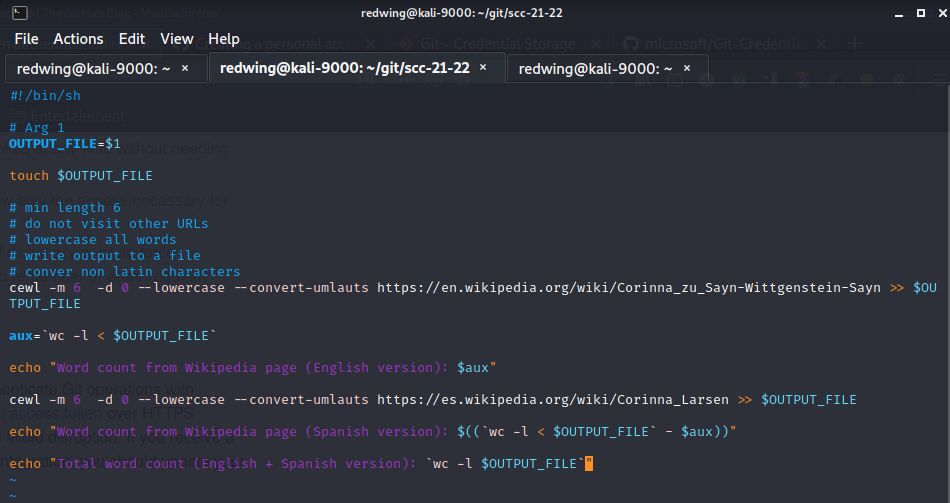 redwing@kali-9000: ~/git/scc-21-22
File Actions Edit View Help
redwing@kali-9000: ~ × redwing@kali-9000: ~/git/scc-21-22 × redwing@kali-9000: ~ ×
#!/bin/sh
# Arg 1
OUTPUT_FILE=$1
touch $OUTPUT_FILE
# min length 6
# do not visit other URLs
# lowercase all words
# write output to a file
# conver non latin characters
cewl -m 6  -d 0 --lowercase --convert-umlauts https://en.wikipedia.org/wiki/Corinna_zu_Sayn-Wittgenstein-Sayn >> $OU
TPUT_FILE
aux=`wc -l < $OUTPUT_FILE`
echo "Word count from Wikipedia page (English version): $aux"
cewl -m 6  -d 0 --lowercase --convert-umlauts https://es.wikipedia.org/wiki/Corinna_Larsen >> $OUTPUT_FILE
echo "Word count from Wikipedia page (Spanish version): $((`wc -l < $OUTPUT_FILE` - $aux))"
echo "Total word count (English + Spanish version): `wc -l $OUTPUT_FILE`"
~
~